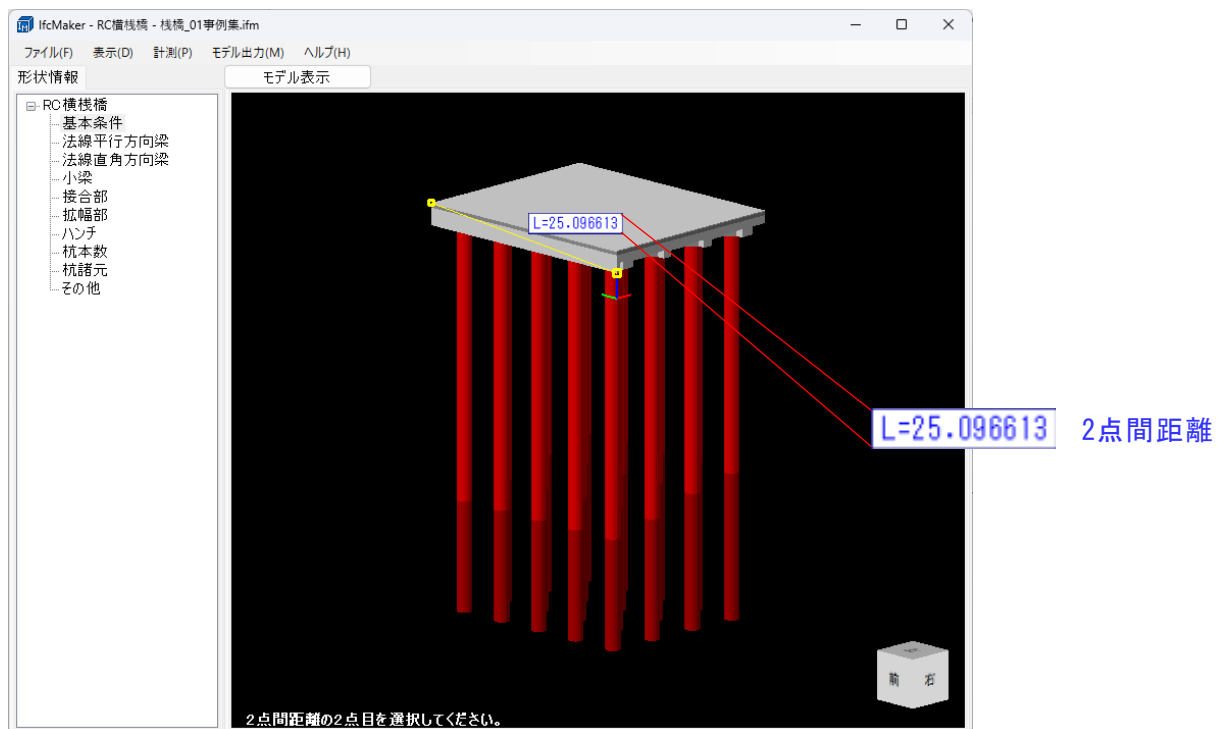 IfcMaker - RC横桟橋 - 桟橋_01事例集.ifm
ファイル(F) 表示(D) 計測(P) モデル出力(M) ヘルプ(H)
形状情報
モデル表示
RC横桟橋
基本条件
法線平行方向梁
法線直角方向梁
小梁
接合部
拡幅部
ハンチ
杭本数
杭諸元
その他
L=25.096613
L=25.096613 2点間距離
前 右
2点間距離の2点目を選択してください。